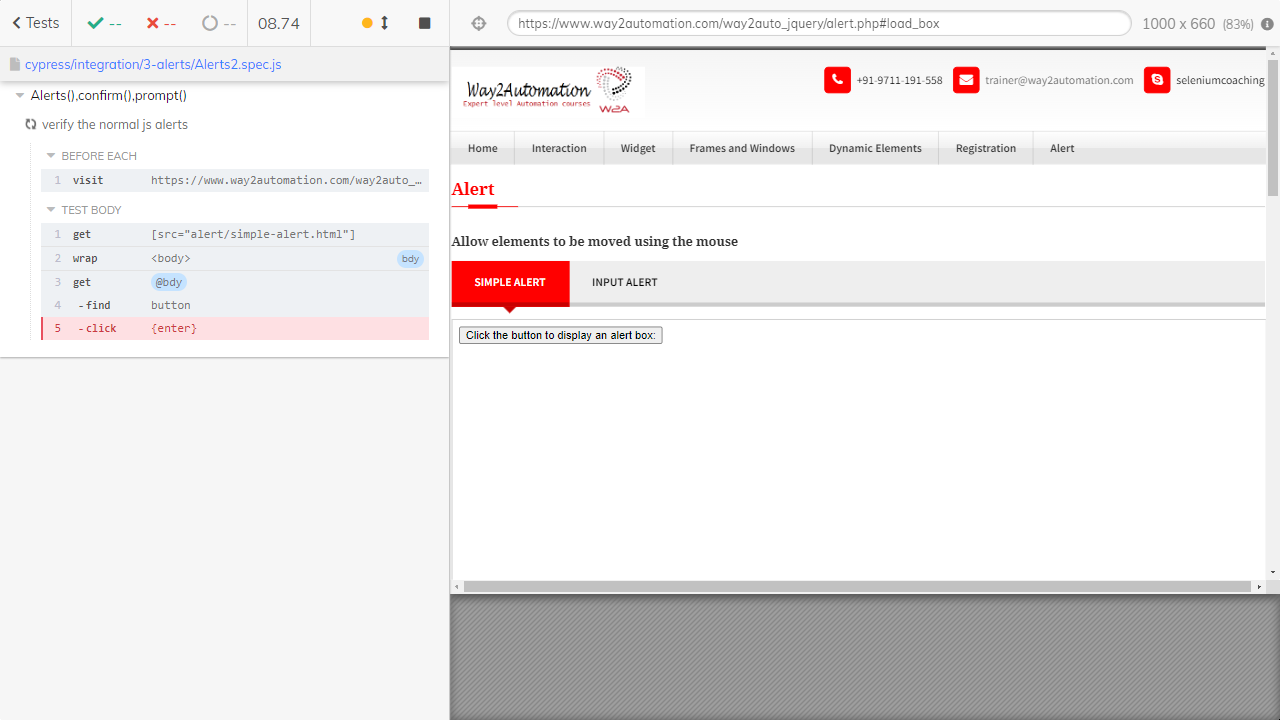 Tests -- -- -- 08.74
https://www.way2automation.com/way2auto_jquery/alert.php#load_box 1000 x 660 (83%)
cypress/integration/3-alerts/Alerts2.spec.js
Alerts(),confirm(),prompt()
verify the normal js alerts
BEFORE EACH
1 visit https://www.way2automation.com/way2auto_…
TEST BODY
1 get [src="alert/simple-alert.html"]
2 wrap <body> bdy
3 get @bdy
4 -find button
5 -click {enter}
Way2Automation
Expert level Automation courses
W2A
+91-9711-191-558 trainer@way2automation.com seleniumcoaching
Home Interaction Widget Frames and Windows Dynamic Elements Registration Alert
Alert
Allow elements to be moved using the mouse
SIMPLE ALERT INPUT ALERT
Click the button to display an alert box: